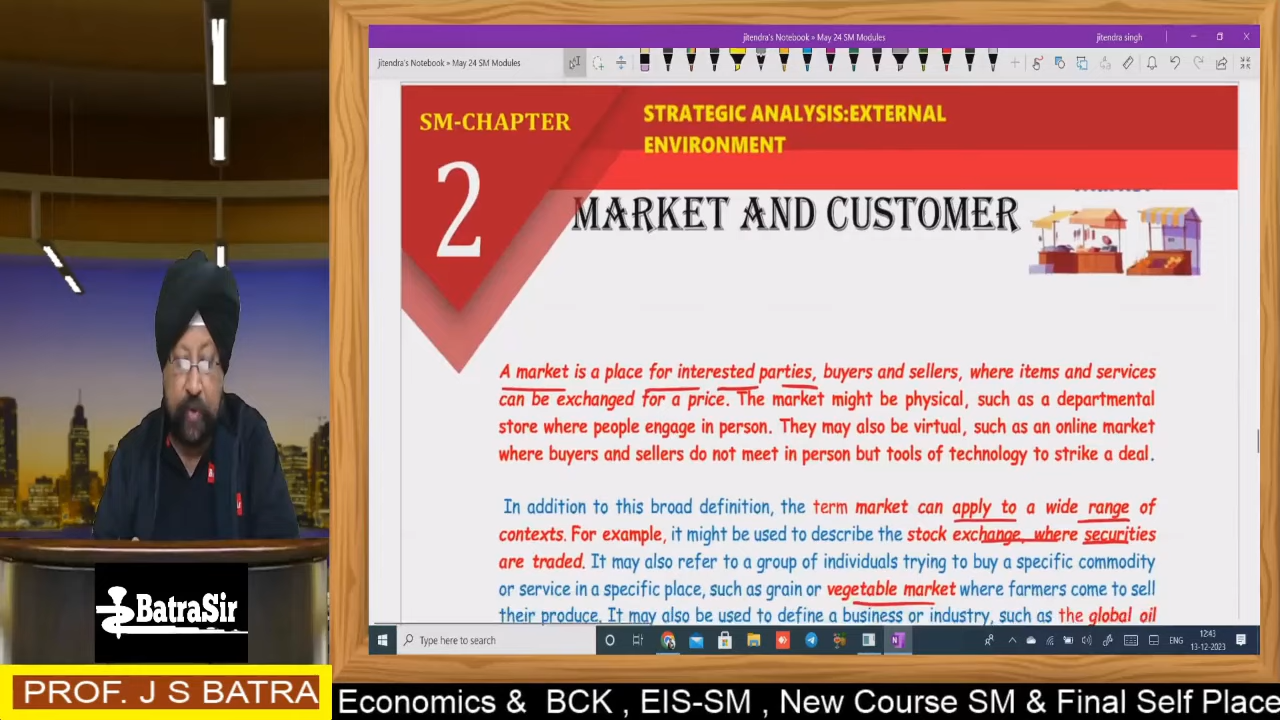 jitendra's Notebook » May 24 SM Modules
jitendra singh
jitendra's Notebook » May 24 SM Modules
SM-CHAPTER
2
STRATEGIC ANALYSIS:EXTERNAL
ENVIRONMENT
MARKET AND CUSTOMER
A market is a place for interested parties, buyers and sellers, where items and services
can be exchanged for a price. The market might be physical, such as a departmental
store where people engage in person. They may also be virtual, such as an online market
where buyers and sellers do not meet in person but tools of technology to strike a deal.
In addition to this broad definition, the term market can apply to a wide range of
contexts. For example, it might be used to describe the stock exchange, where securities
are traded. It may also refer to a group of individuals trying to buy a specific commodity
or service in a specific place, such as grain or vegetable market where farmers come to sell
their produce. It may also be used to define a business or industry, such as the global oil
Type here to search
ENG
12:43
13-12-2023
BatraSir
PROF. J S BATRA
Economics & BCK , EIS-SM , New Course SM & Final Self Place